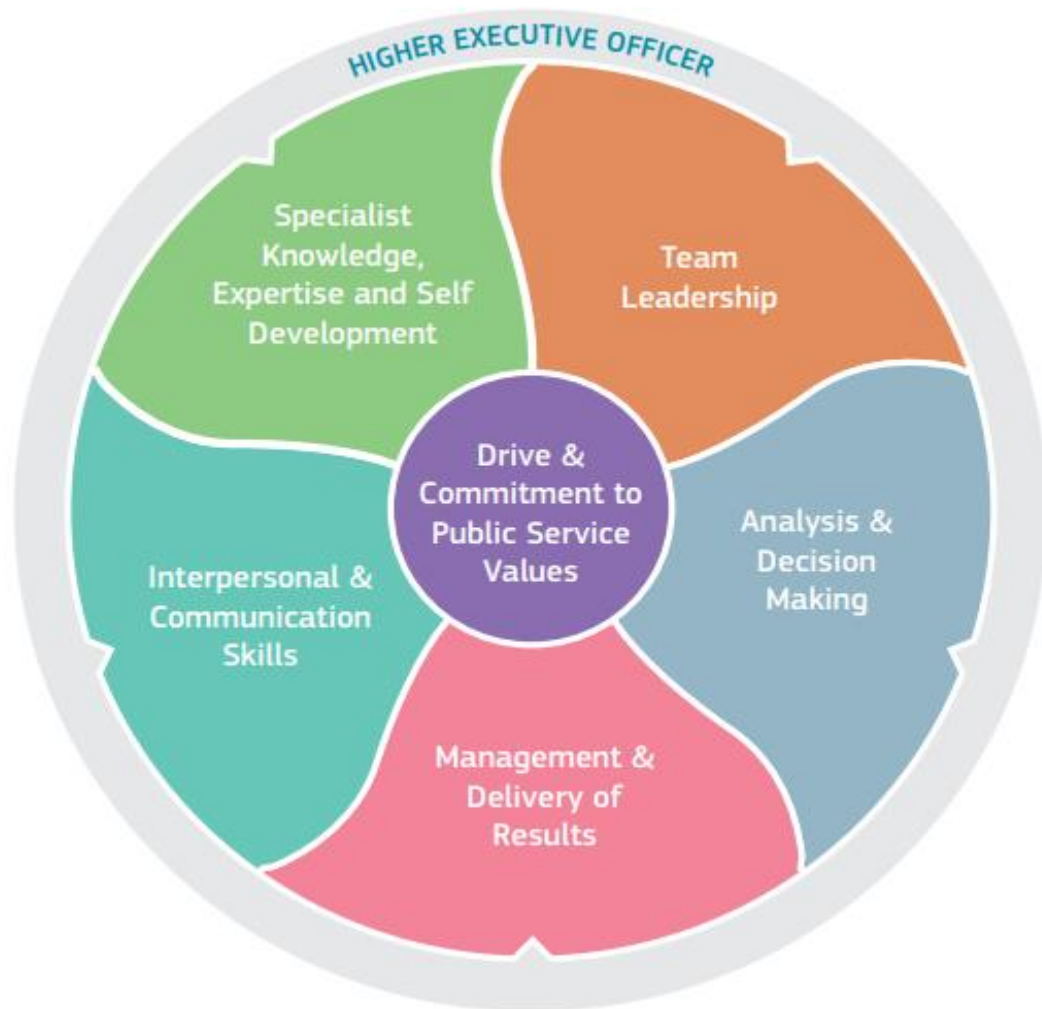 HIGHER EXECUTIVE OFFICER
Specialist
Knowledge,
Expertise and Self
Development
Team
Leadership
Drive &
Commitment to
Public Service
Values
Analysis &
Decision
Making
Interpersonal &
Communication
Skills
Management &
Delivery of
Results